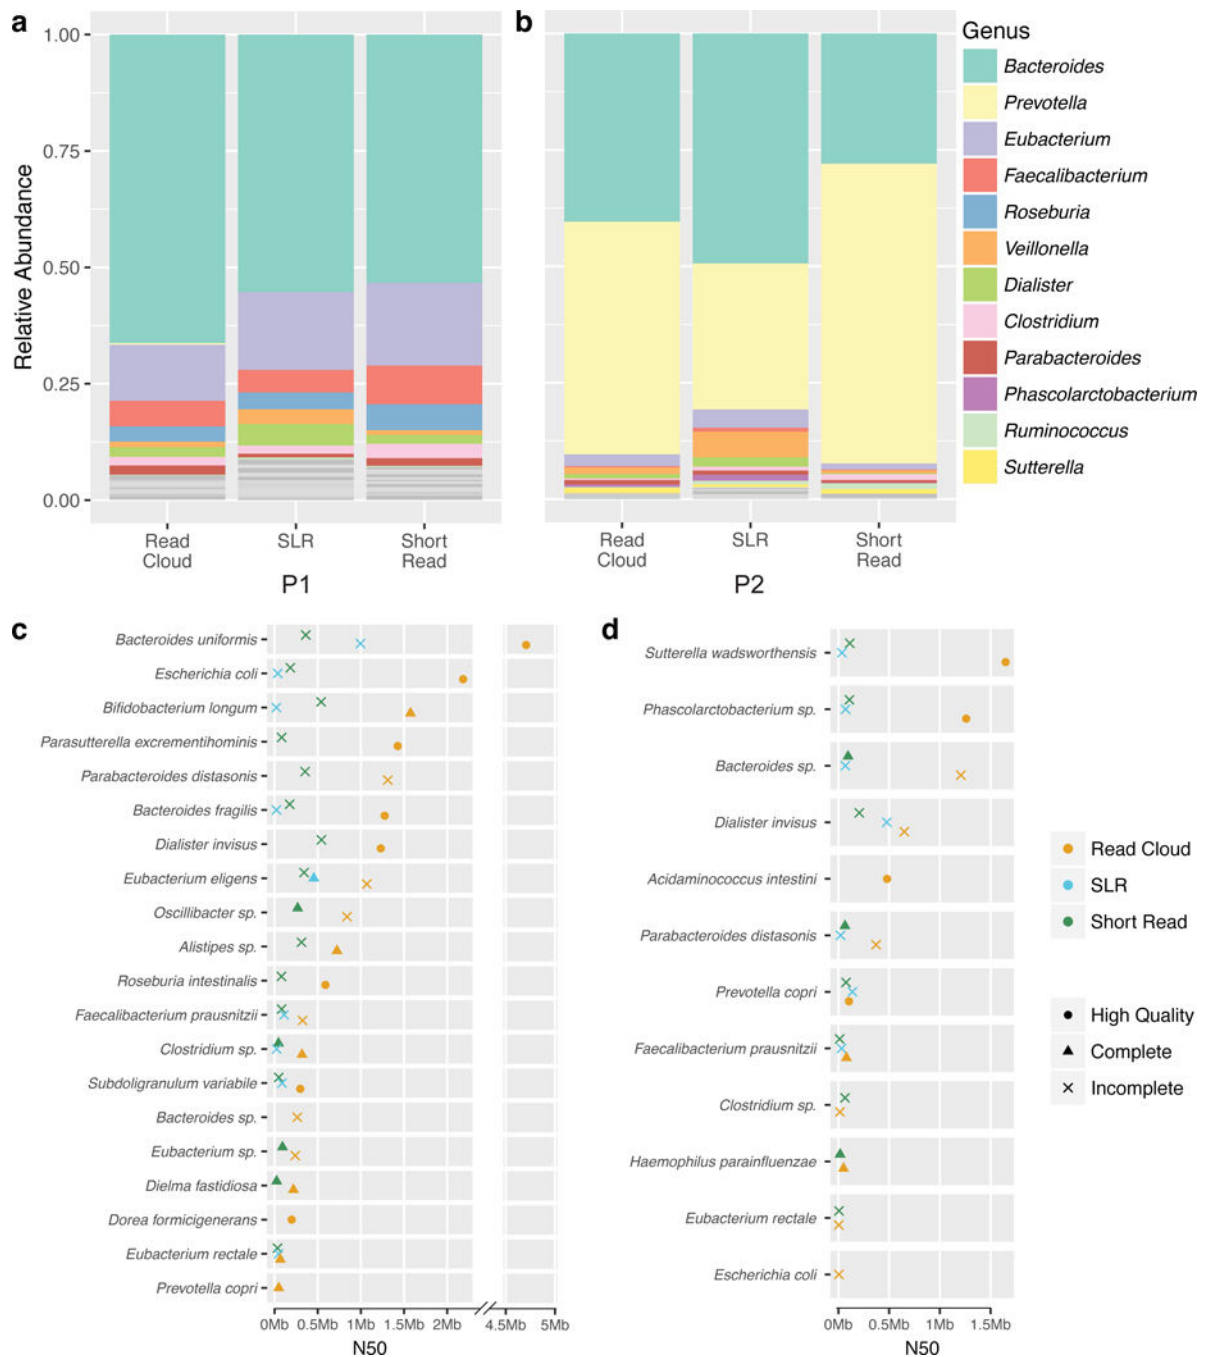 a
1.00
0.75
0.50
0.25
0.00
Relative Abundance
Read
Cloud
SLR
Short
Read
P1
b
Read
Cloud
SLR
Short
Read
P2
Genus
Bacteroides
Prevotella
Eubacterium
Faecalibacterium
Roseburia
Veillonella
Dialister
Clostridium
Parabacteroides
Phascolarctobacterium
Ruminococcus
Sutterella
c
Bacteroides uniformis
Escherichia coli
Bifidobacterium longum
Parasutterella excrementihominis
Parabacteroides distasonis
Bacteroides fragilis
Dialister invisus
Eubacterium eligens
Oscillibacter sp.
Alistipes sp.
Roseburia intestinalis
Faecalibacterium prausnitzii
Clostridium sp.
Subdoligranulum variabile
Bacteroides sp.
Eubacterium sp.
Dielma fastidiosa
Dorea formicigenerans
Eubacterium rectale
Prevotella copri
0Mb 0.5Mb 1Mb 1.5Mb 2Mb 4.5Mb 5Mb
N50
d
Sutterella wadsworthensis
Phascolarctobacterium sp.
Bacteroides sp.
Dialister invisus
Acidaminococcus intestini
Parabacteroides distasonis
Prevotella copri
Faecalibacterium prausnitzii
Clostridium sp.
Haemophilus parainfluenzae
Eubacterium rectale
Escherichia coli
0Mb 0.5Mb 1Mb 1.5Mb
N50
Read Cloud
SLR
Short Read
High Quality
Complete
Incomplete